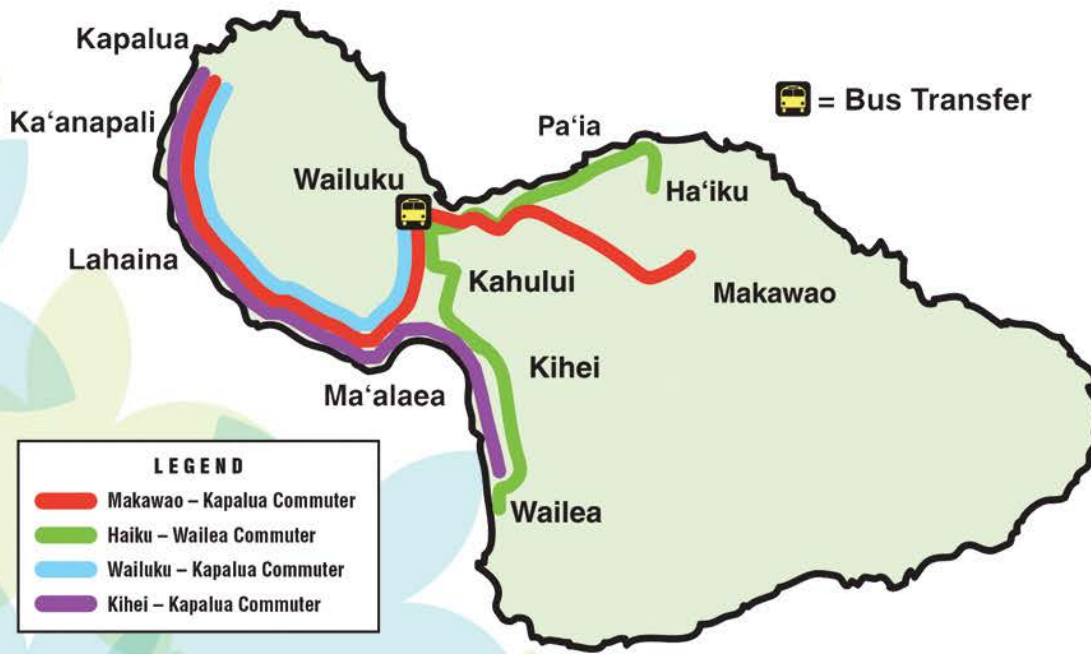 Kapalua
= Bus Transfer
Ka‘anapali
Pa‘ia
Wailuku
Ha‘iku
Lahaina
Kahului
Makawao
Kihei
Ma‘alaea
Wailea
LEGEND
Makawao – Kapalua Commuter
Haiku – Wailea Commuter
Wailuku – Kapalua Commuter
Kihei – Kapalua Commuter